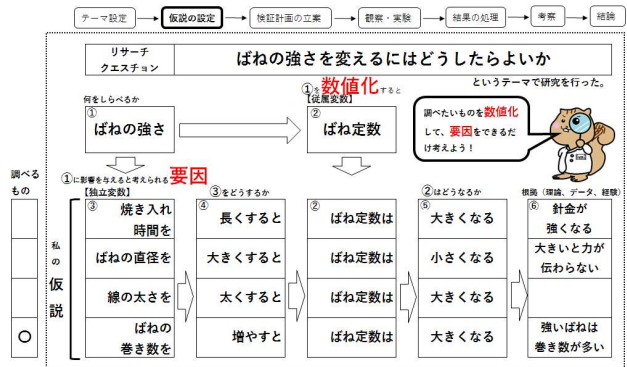 テーマ設定
仮説の設定
検証計画の立案
観察・実験
結果の処理
考察
結論
リサーチ
クエスチョン
ばねの強さを変えるにはどうしたらよいか
というテーマで研究を行った。
何をしらべるか
①
ばねの強さ
①を数値化すると
【従属変数】
②
ばね定数
調べたいものを数値化
して、要因をできるだ
け考えよう！
①に影響を与えると考えられる要因
【独立変数】
③をどうするか
②はどうなるか
根拠（理論、データ、経験）
調べる
もの
私の仮説
③
焼き入れ
時間を
④
長くすると
②
ばね定数は
⑤
大きくなる
⑥
針金が
強くなる
ばねの直径を
大きくすると
ばね定数は
小さくなる
大きいと力が
伝わらない
線の太さを
太くすると
ばね定数は
大きくなる
○
ばねの
巻き数を
増やすと
ばね定数は
大きくなる
強いばねは
巻き数が多い